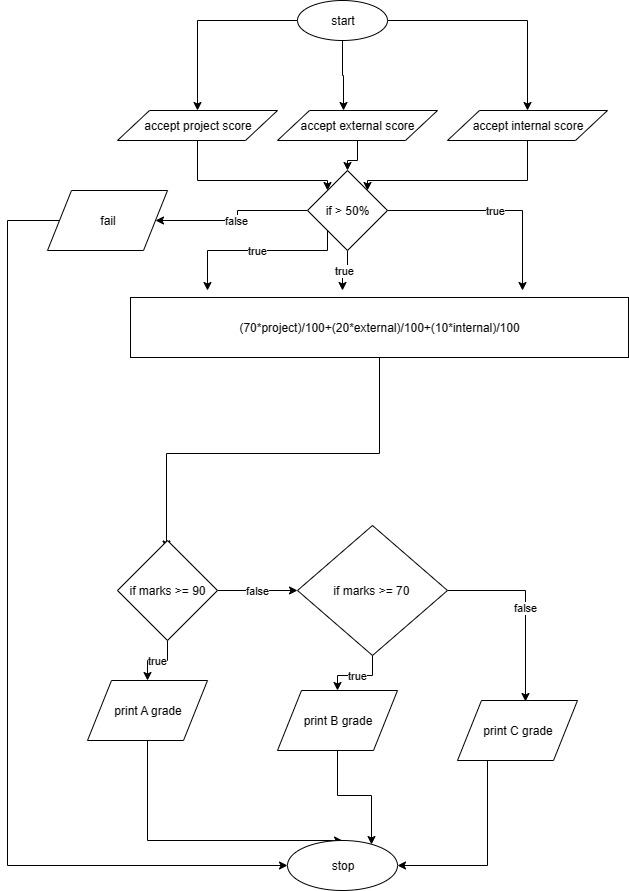 start
accept project score
accept external score
accept internal score
if > 50%
fail
false
true
true
true
(70*project)/100+(20*external)/100+(10*internal)/100
if marks >= 90
false
if marks >= 70
false
true
true
print A grade
print B grade
print C grade
stop